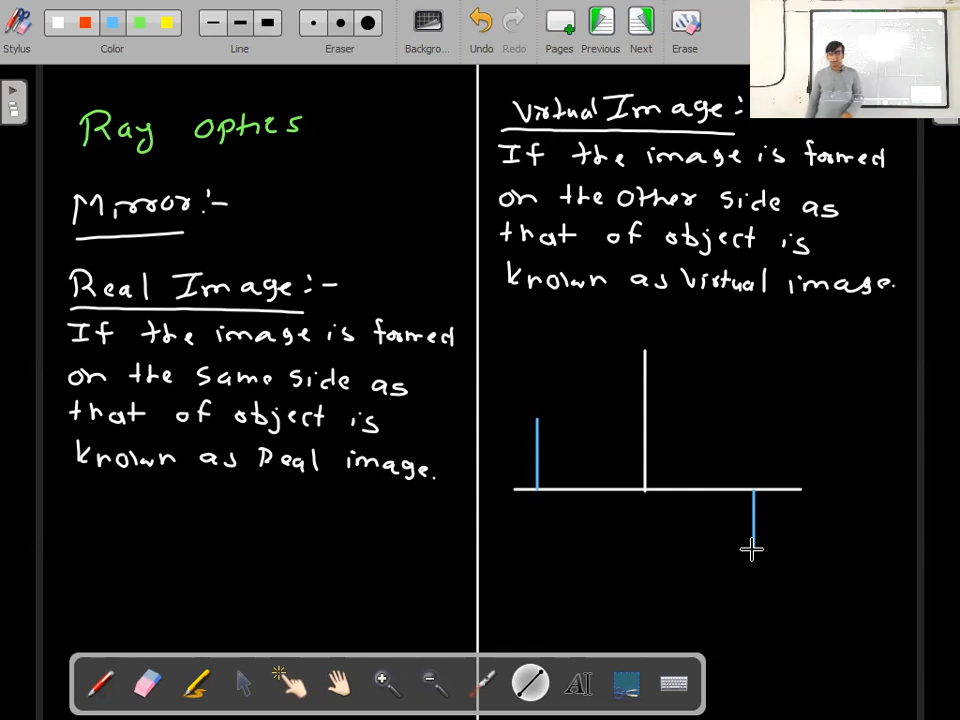 Stylus
Color
Line
Eraser
Backgro...
Undo
Redo
Pages
Previous
Next
Erase
Ray optics
Mirror:-
Real Image:-
If the image is formed
on the same side as
that of object is
known as Real image.
Virtual Image:-
If the image is formed
on the other side as
that of object is
known as Virtual image.
AI